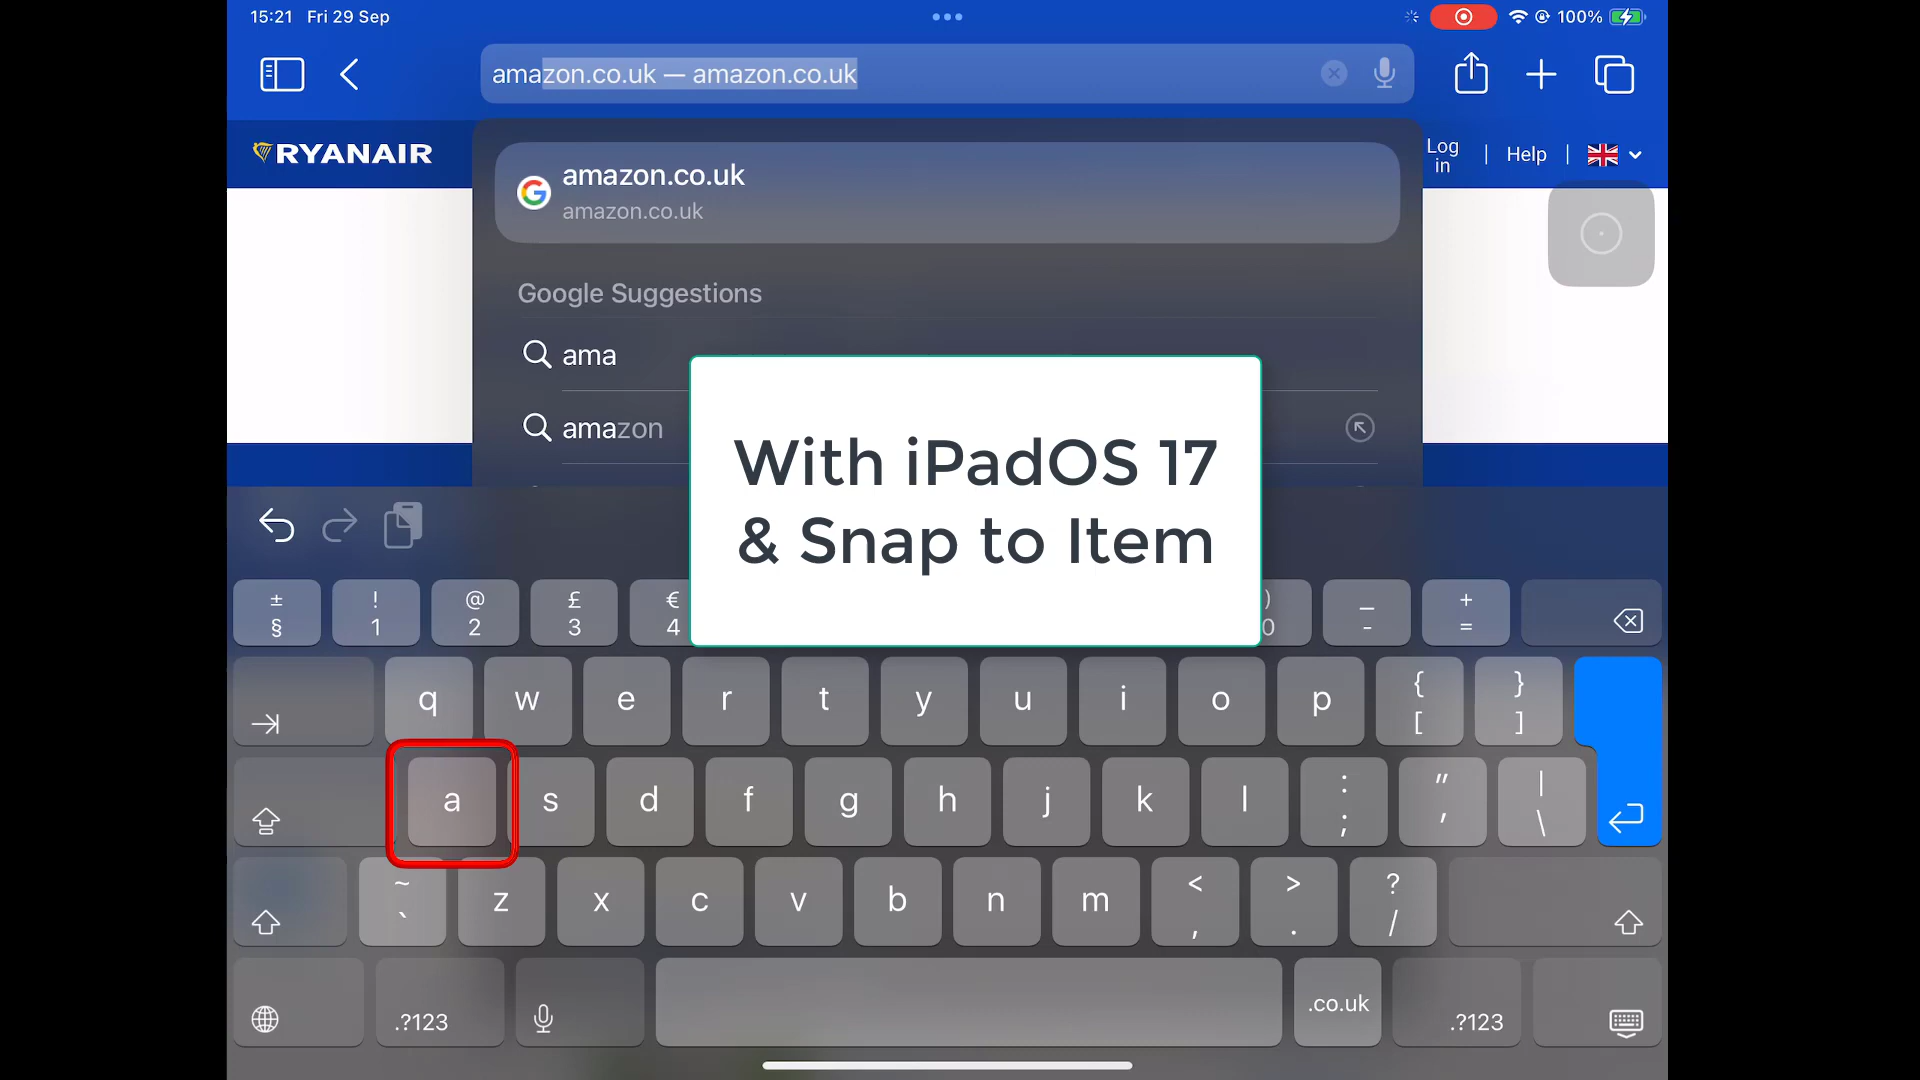 15:21 Fri 29 Sep
100%
amazon.co.uk — amazon.co.uk
RYANAIR
Log in | Help |
amazon.co.uk
amazon.co.uk
Google Suggestions
ama
amazon
With iPadOS 17
& Snap to Item
± ! @ £ € ) _ +
§ 1 2 3 4 0 - =
q w e r t y u i o p { }
[ ]
a s d f g h j k l : " |
; ' \
~ z x c v b n m < > ?
` , . /
.?123 .co.uk .?123